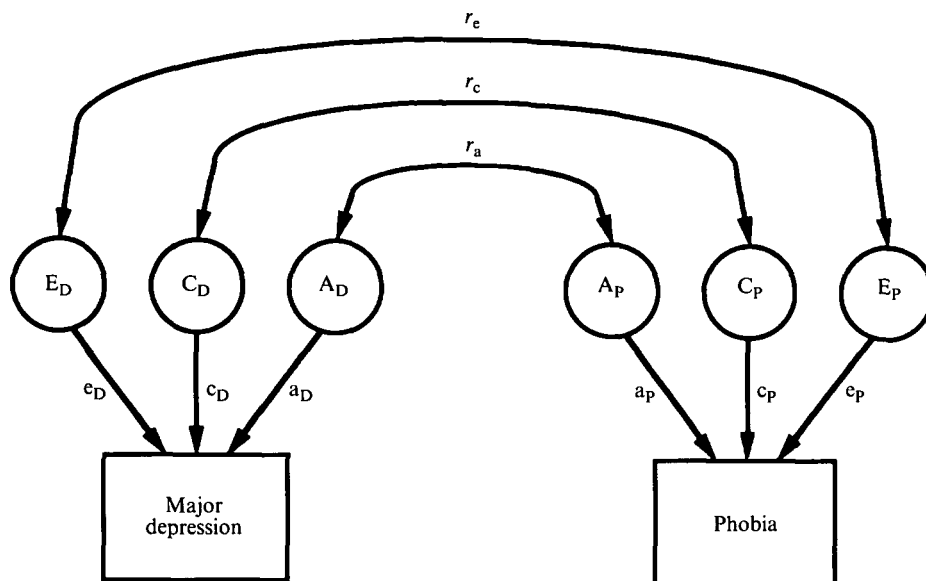 r_e
r_c
r_a
E_D C_D A_D A_P C_P E_P
e_D c_D a_D a_P c_P e_P
Major
depression
Phobia